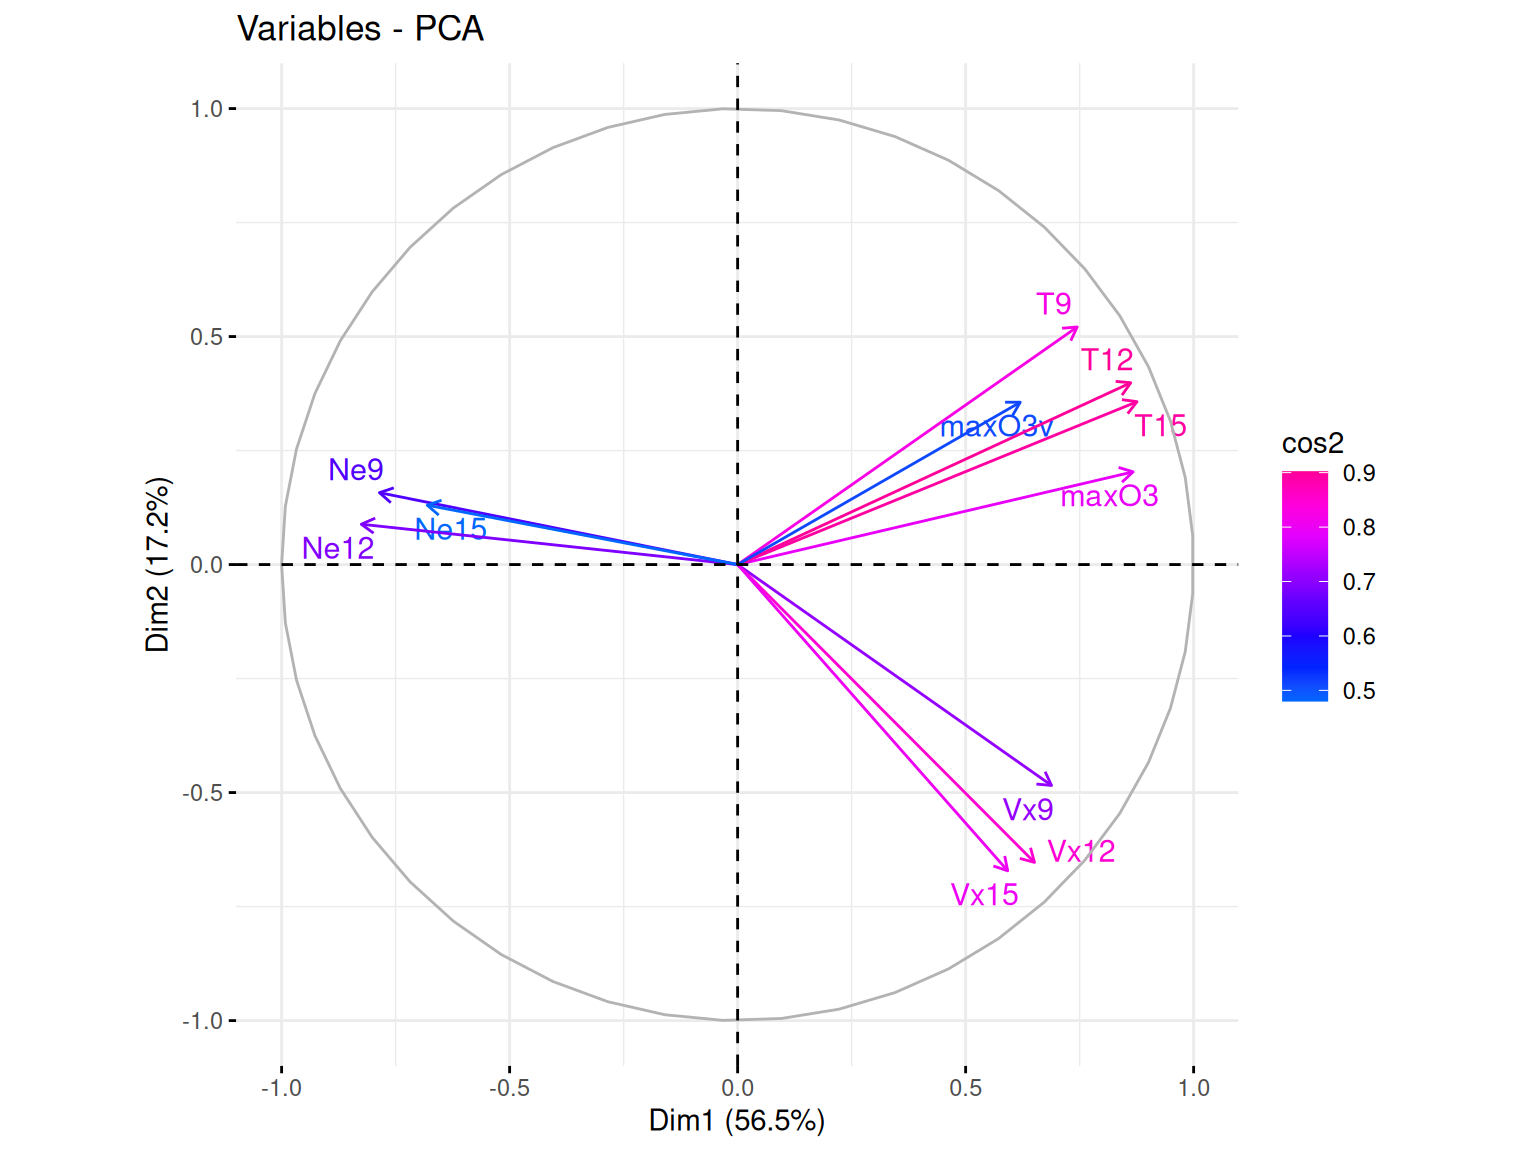 Variables - PCA
1.0
0.5
0.0
-0.5
-1.0
Dim2 (17.2%)
T9
T12
maxO3v
T15
Ne9
maxO3
Ne15
Ne12
Vx9
Vx12
Vx15
-1.0
-0.5
0.0
0.5
1.0
Dim1 (56.5%)
cos2
0.9
0.8
0.7
0.6
0.5